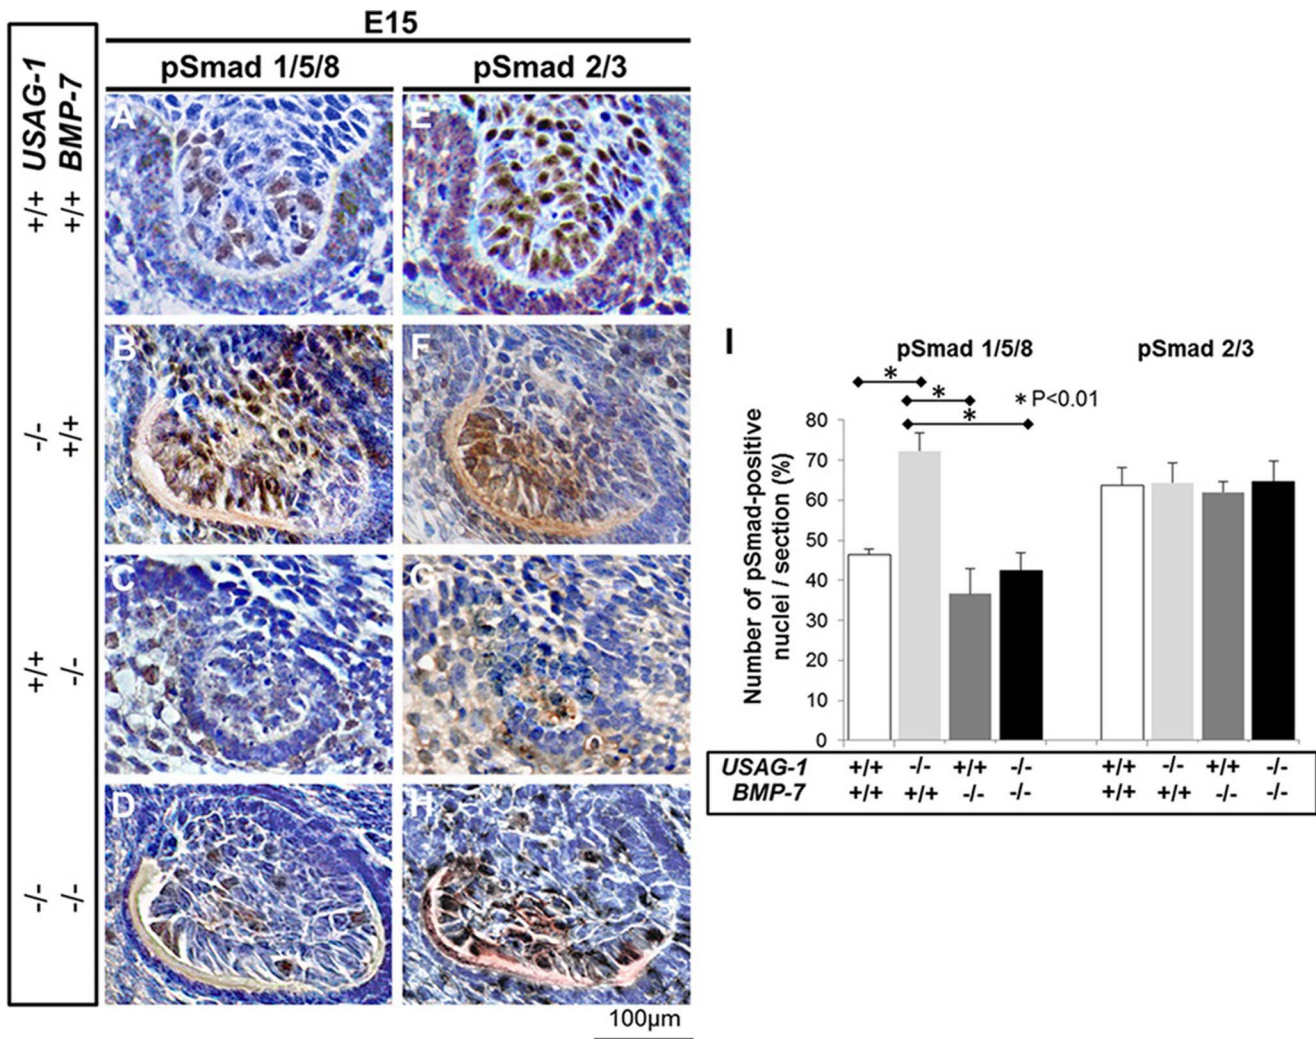 E15
pSmad 1/5/8 pSmad 2/3
USAG-1 BMP-7
+/+ +/+
-/- +/+
+/+ -/-
-/- -/-
A E
B F
C G
D H
100µm
I
pSmad 1/5/8 pSmad 2/3
* * * * P<0.01
Number of pSmad-positive
nuclei / section (%)
80
70
60
50
40
30
20
10
0
USAG-1 +/+ -/- +/+ -/- +/+ -/- +/+ -/-
BMP-7 +/+ +/+ -/- -/- +/+ +/+ -/- -/-